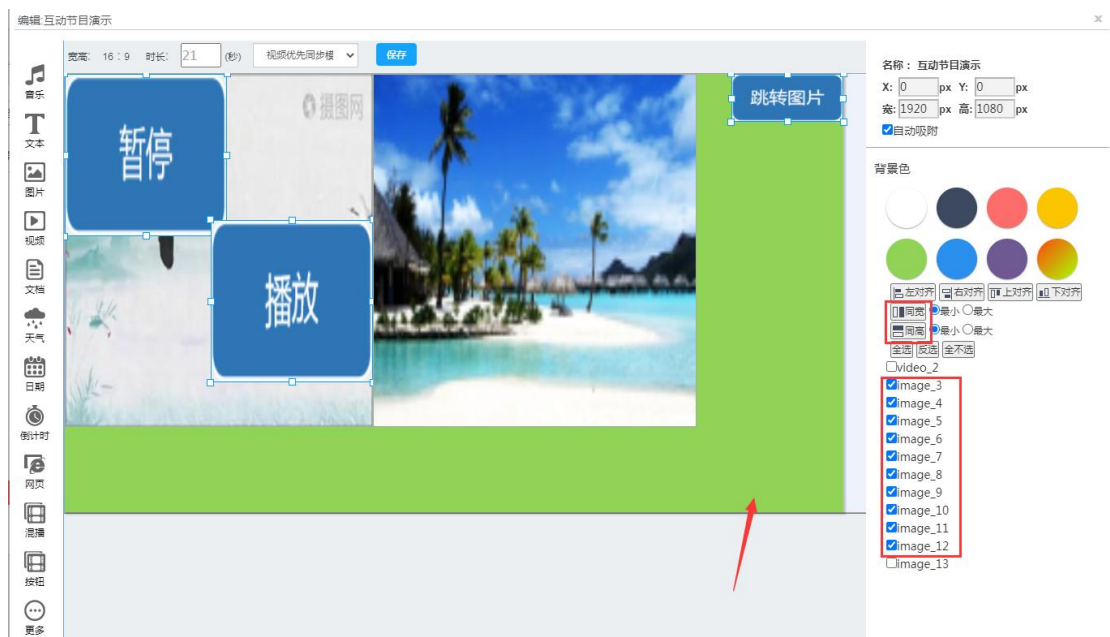 编辑:互动节目演示
×
宽高: 16:9 时长: 21 (秒) 视频优先同步模 保存
音乐
T
文本
图片
视频
文档
天气
日期
倒计时
网页
混播
按钮
更多
摄图网
暂停
播放
跳转图片
名称: 互动节目演示
X: 0 px Y: 0 px
宽: 1920 px 高: 1080 px
自动吸附
背景色
左对齐 右对齐 上对齐 下对齐
同宽 最小 最大
同高 最小 最大
全选 反选 全不选
video_2
image_3
image_4
image_5
image_6
image_7
image_8
image_9
image_10
image_11
image_12
image_13